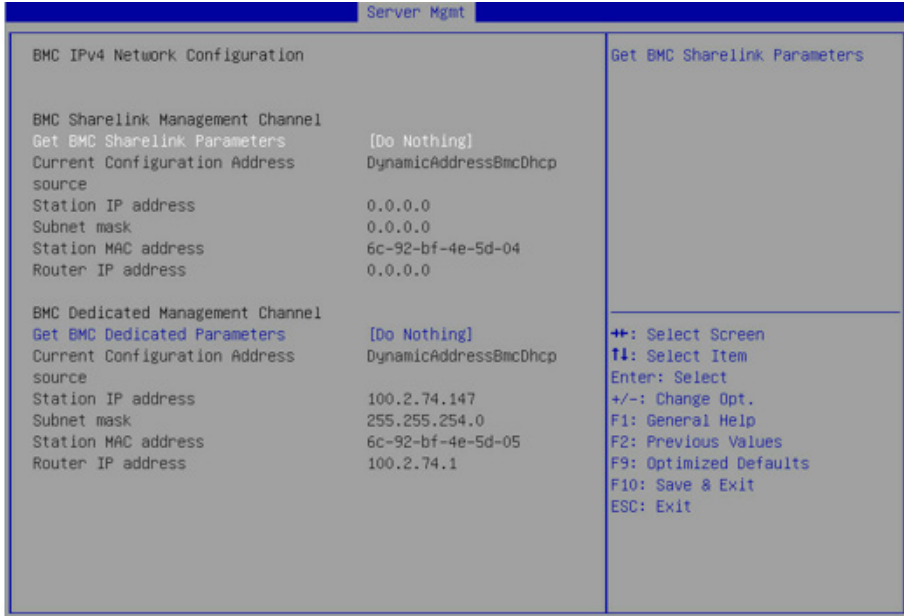 Server Mgmt
BMC IPv4 Network Configuration
BMC Sharelink Management Channel
Get BMC Sharelink Parameters [Do Nothing]
Current Configuration Address DynamicAddressBmcDhcp
source
Station IP address 0.0.0.0
Subnet mask 0.0.0.0
Station MAC address 6c-92-bf-4e-5d-04
Router IP address 0.0.0.0
BMC Dedicated Management Channel
Get BMC Dedicated Parameters [Do Nothing]
Current Configuration Address DynamicAddressBmcDhcp
source
Station IP address 100.2.74.147
Subnet mask 255.255.254.0
Station MAC address 6c-92-bf-4e-5d-05
Router IP address 100.2.74.1
Get BMC Sharelink Parameters
→←: Select Screen
↑↓: Select Item
Enter: Select
+/-: Change Opt.
F1: General Help
F2: Previous Values
F9: Optimized Defaults
F10: Save & Exit
ESC: Exit